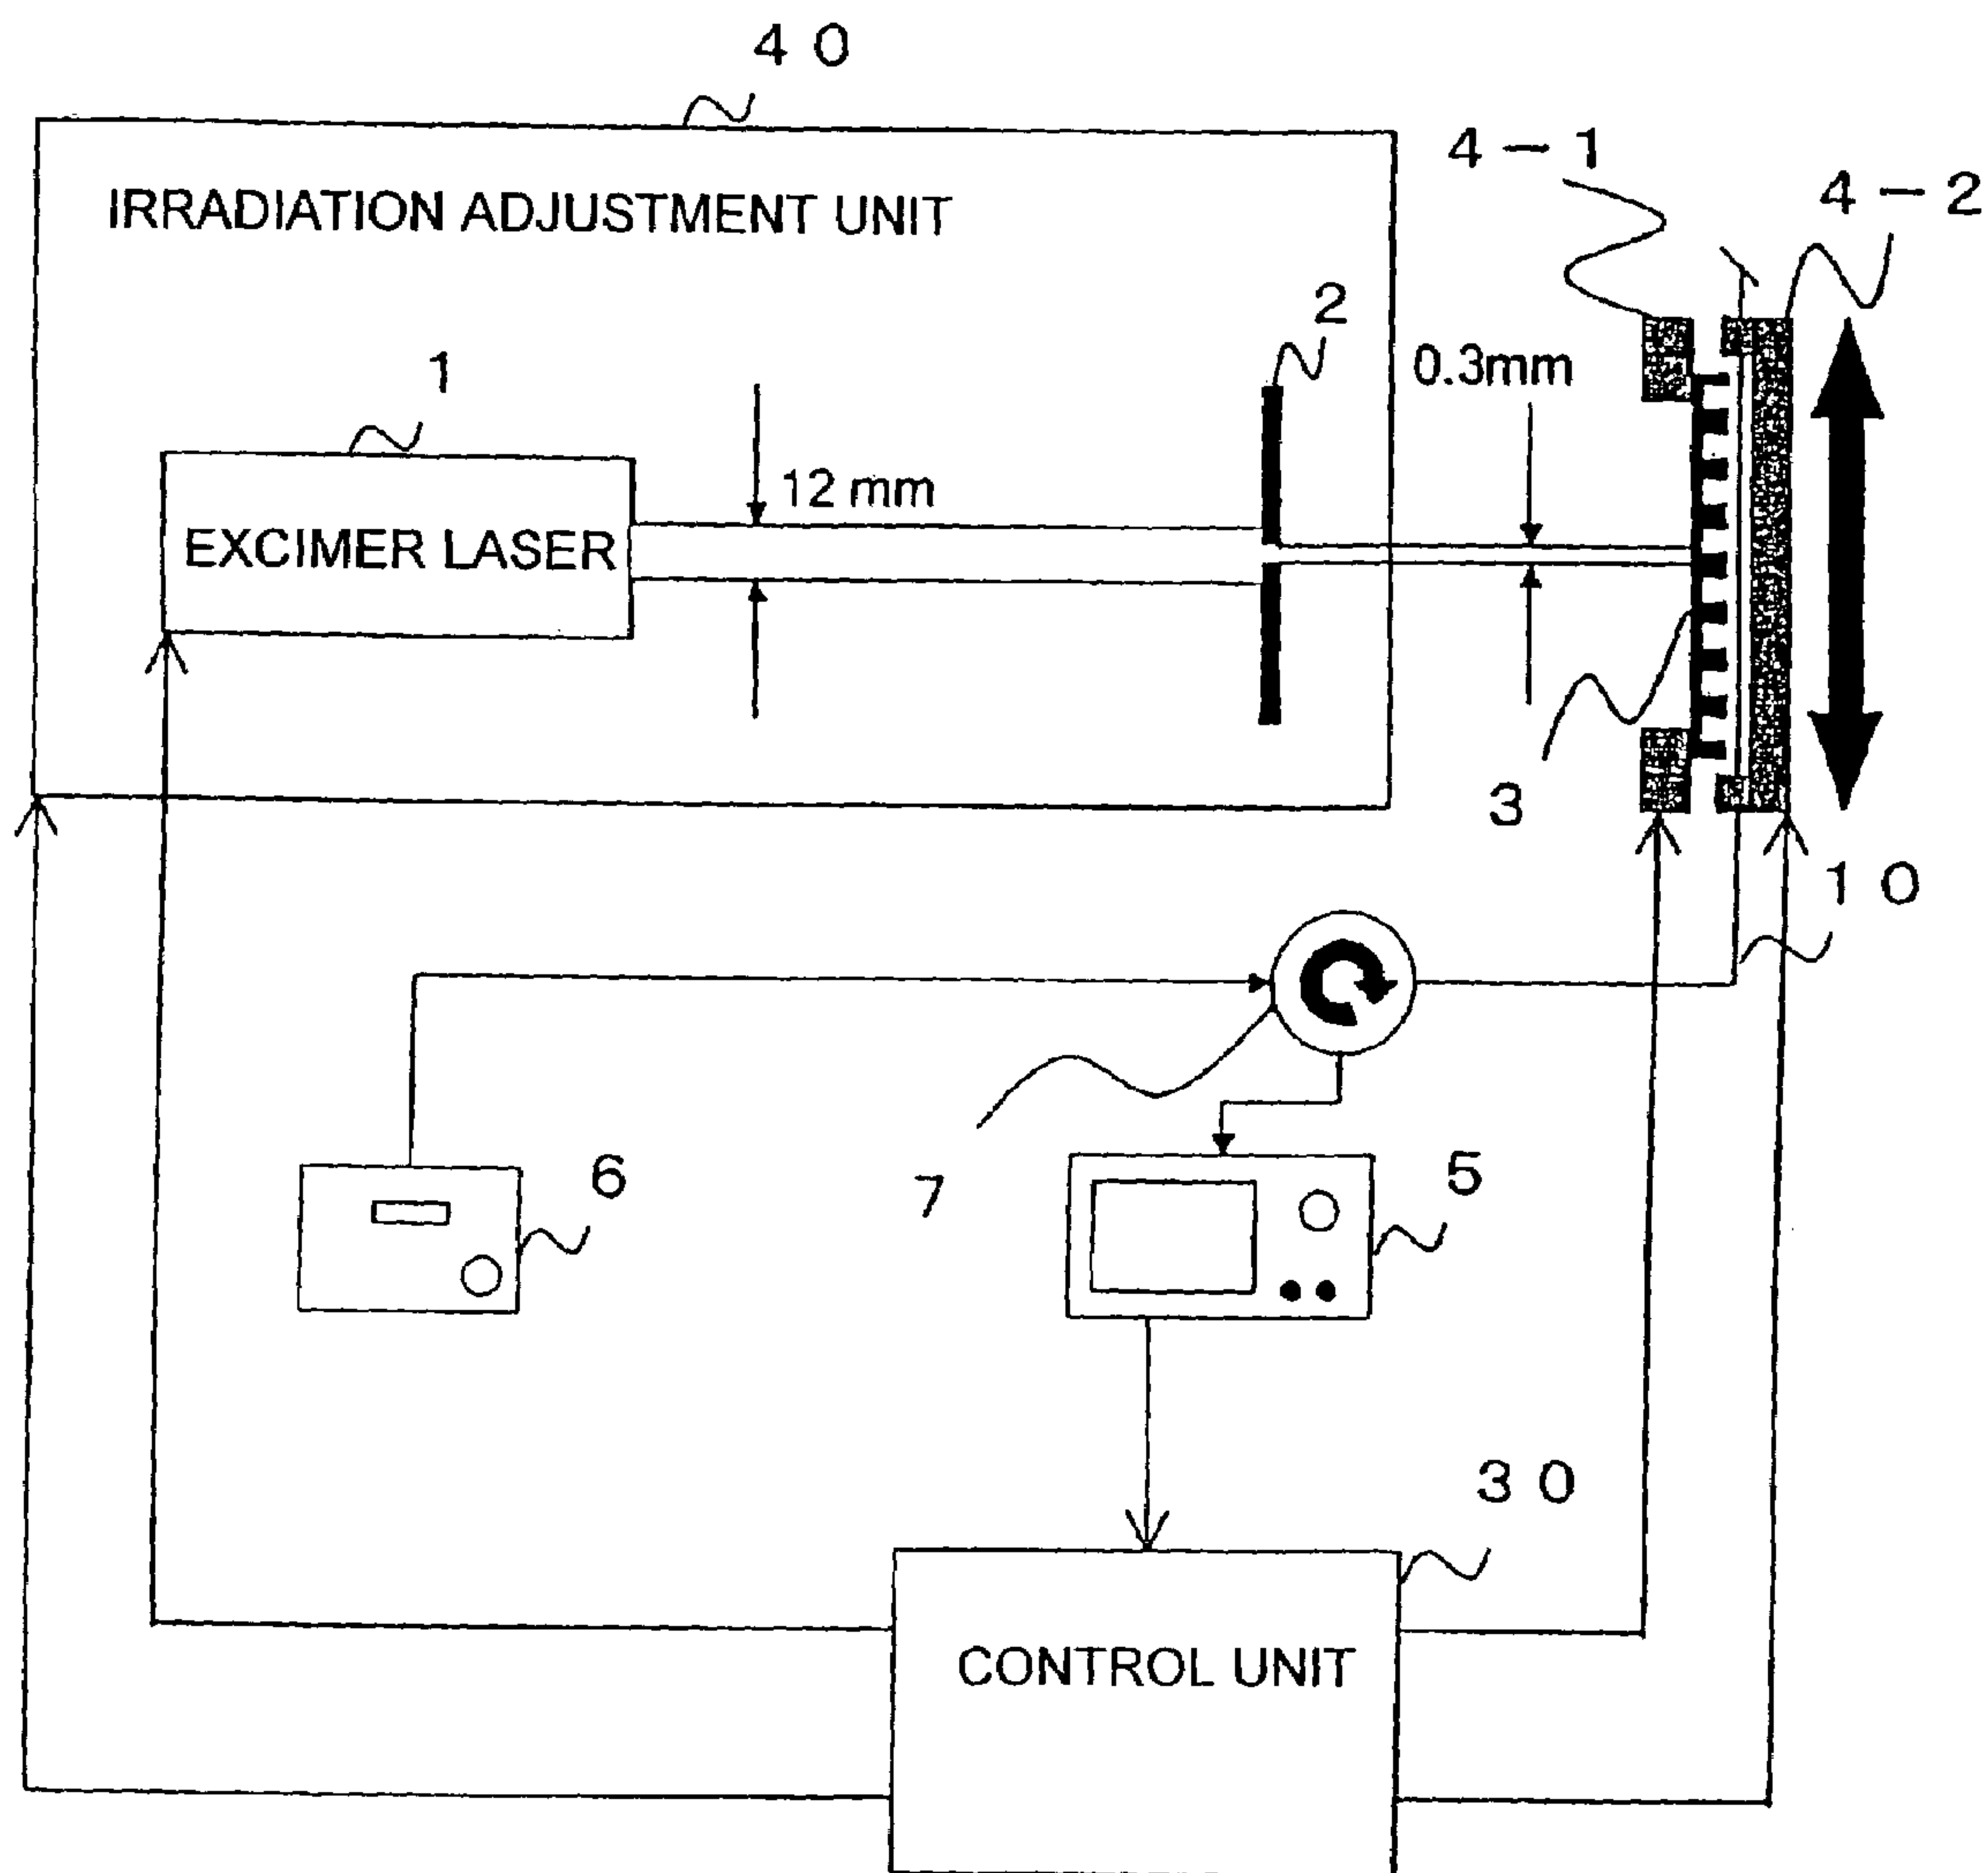 40
IRRADIATION ADJUSTMENT UNIT
4-1
4-2
2
0.3mm
1
12 mm
EXCIMER LASER
3
10
6
7
5
30
CONTROL UNIT